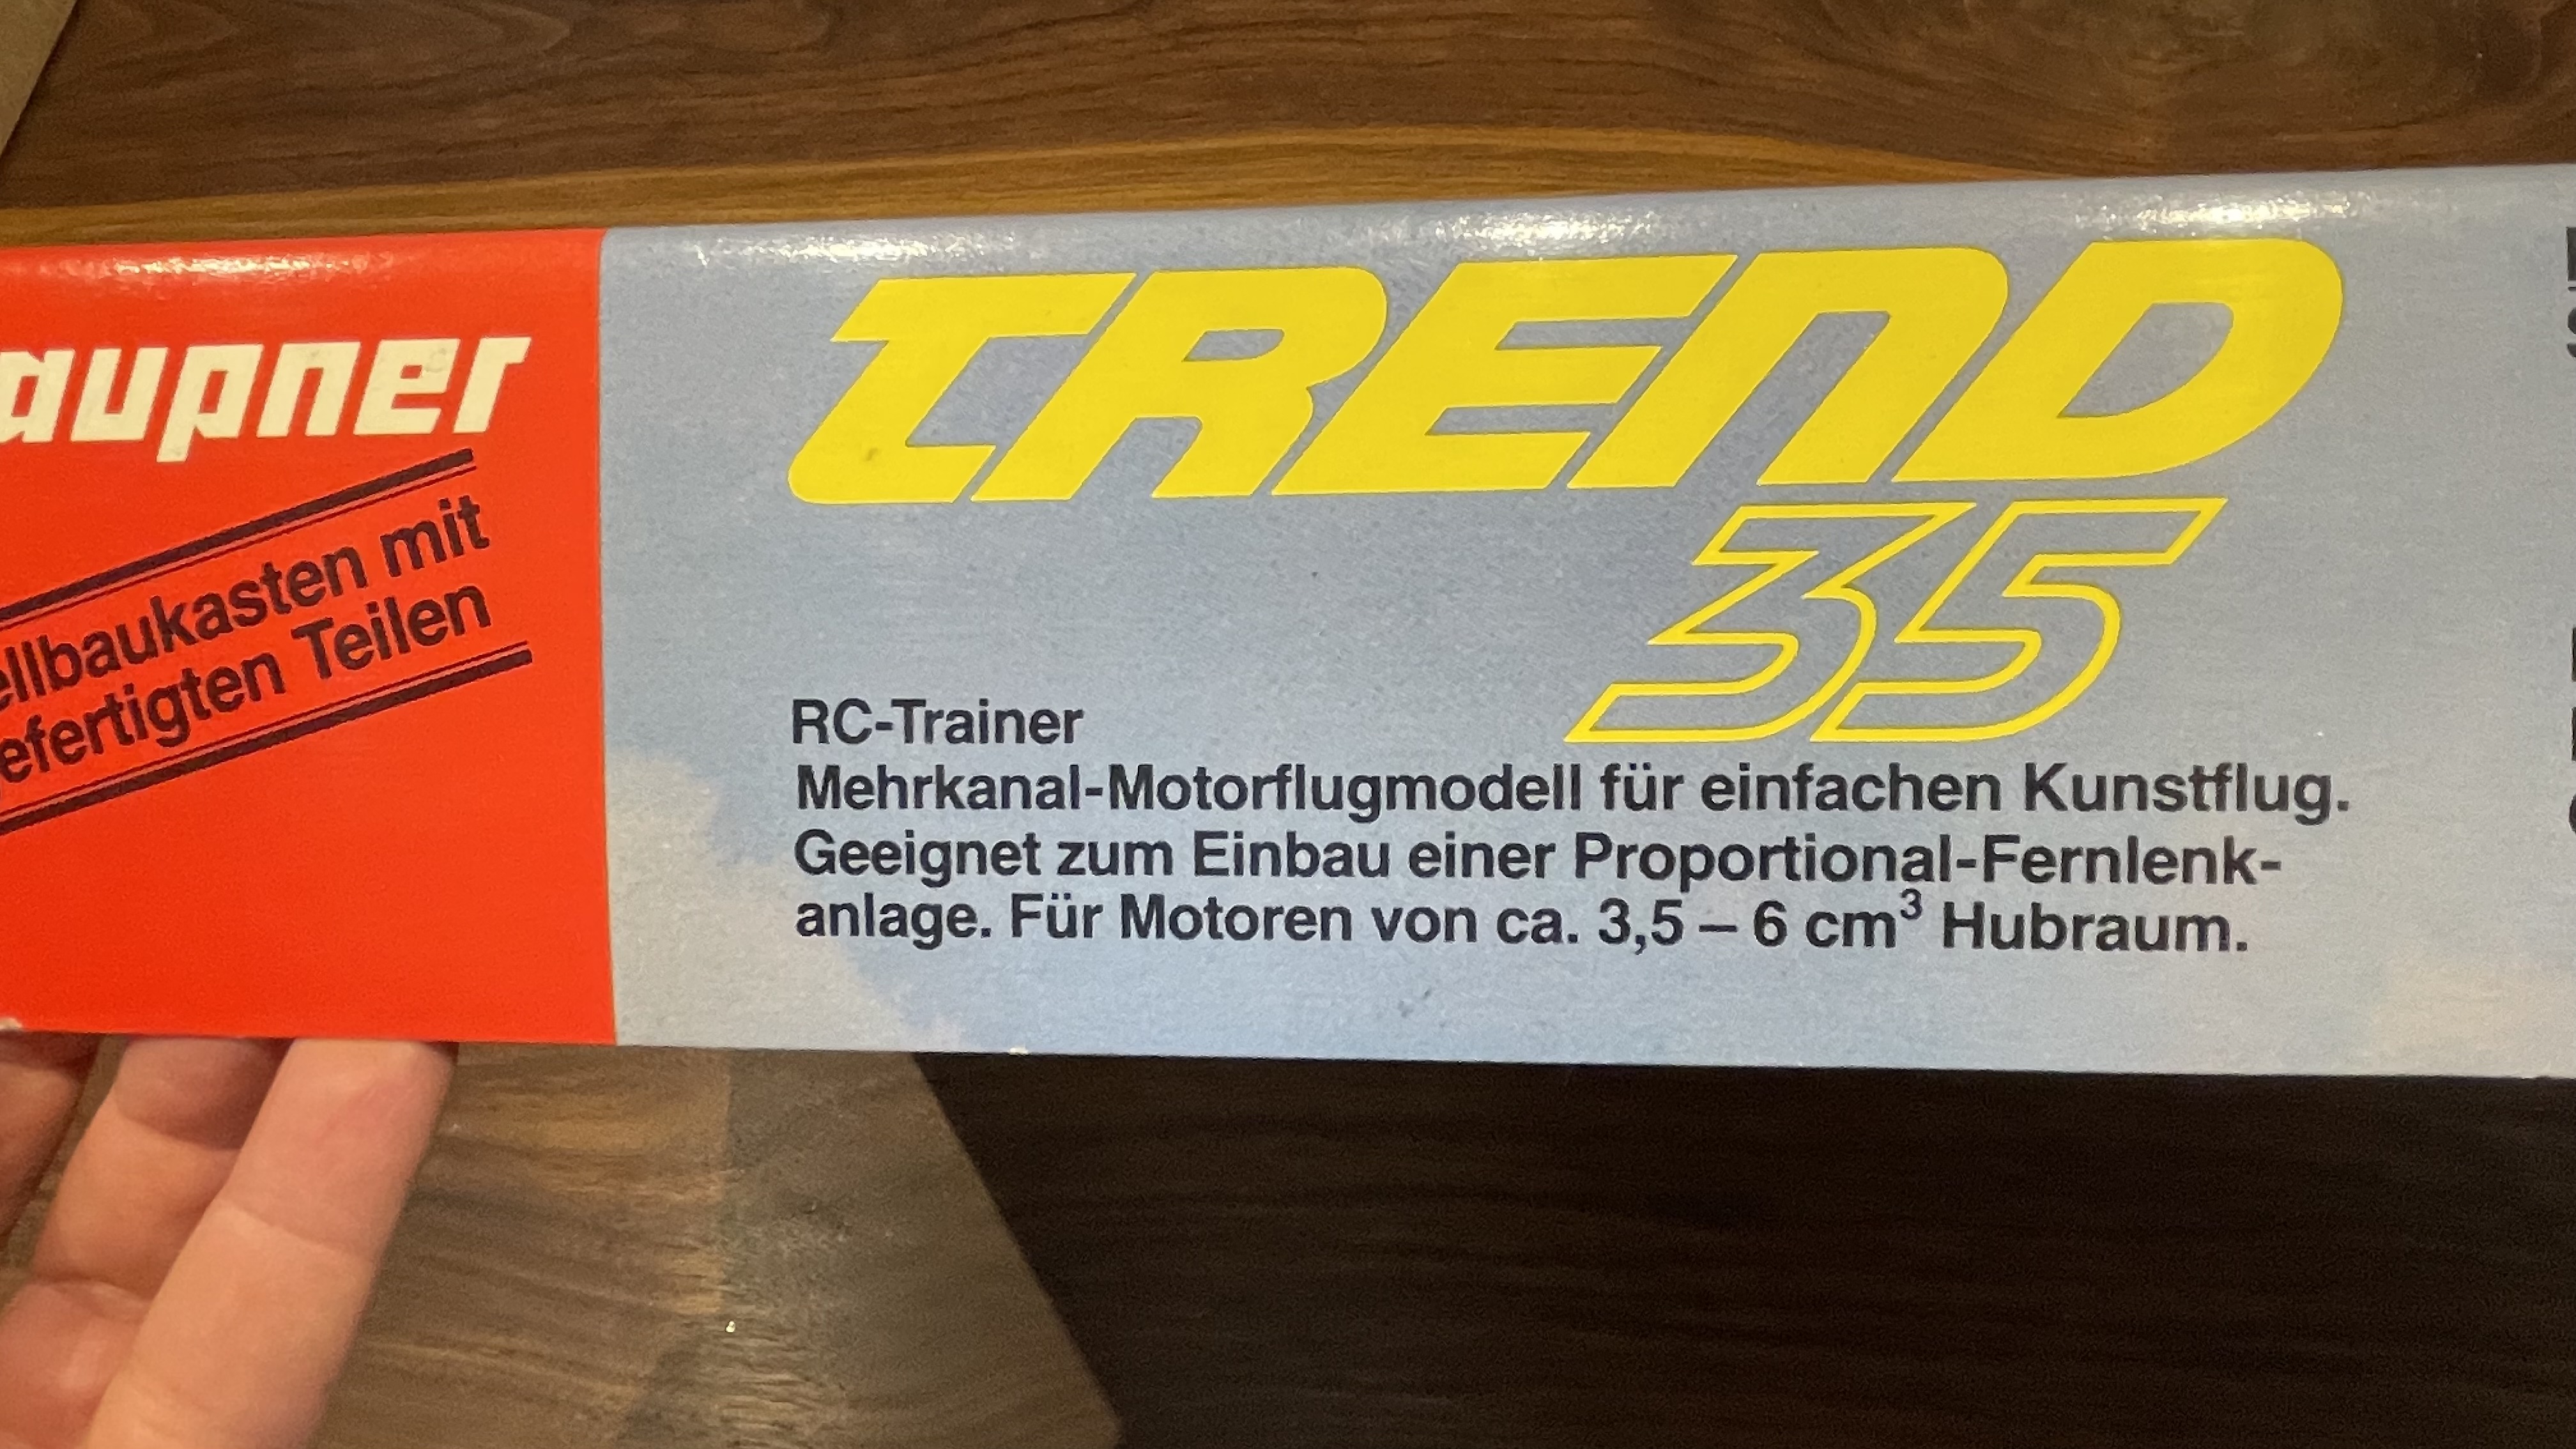 aupner
ellbaukasten mit
efertigten Teilen
TREND
35
RC-Trainer
Mehrkanal-Motorflugmodell für einfachen Kunstflug.
Geeignet zum Einbau einer Proportional-Fernlenk-
anlage. Für Motoren von ca. 3,5 – 6 cm³ Hubraum.